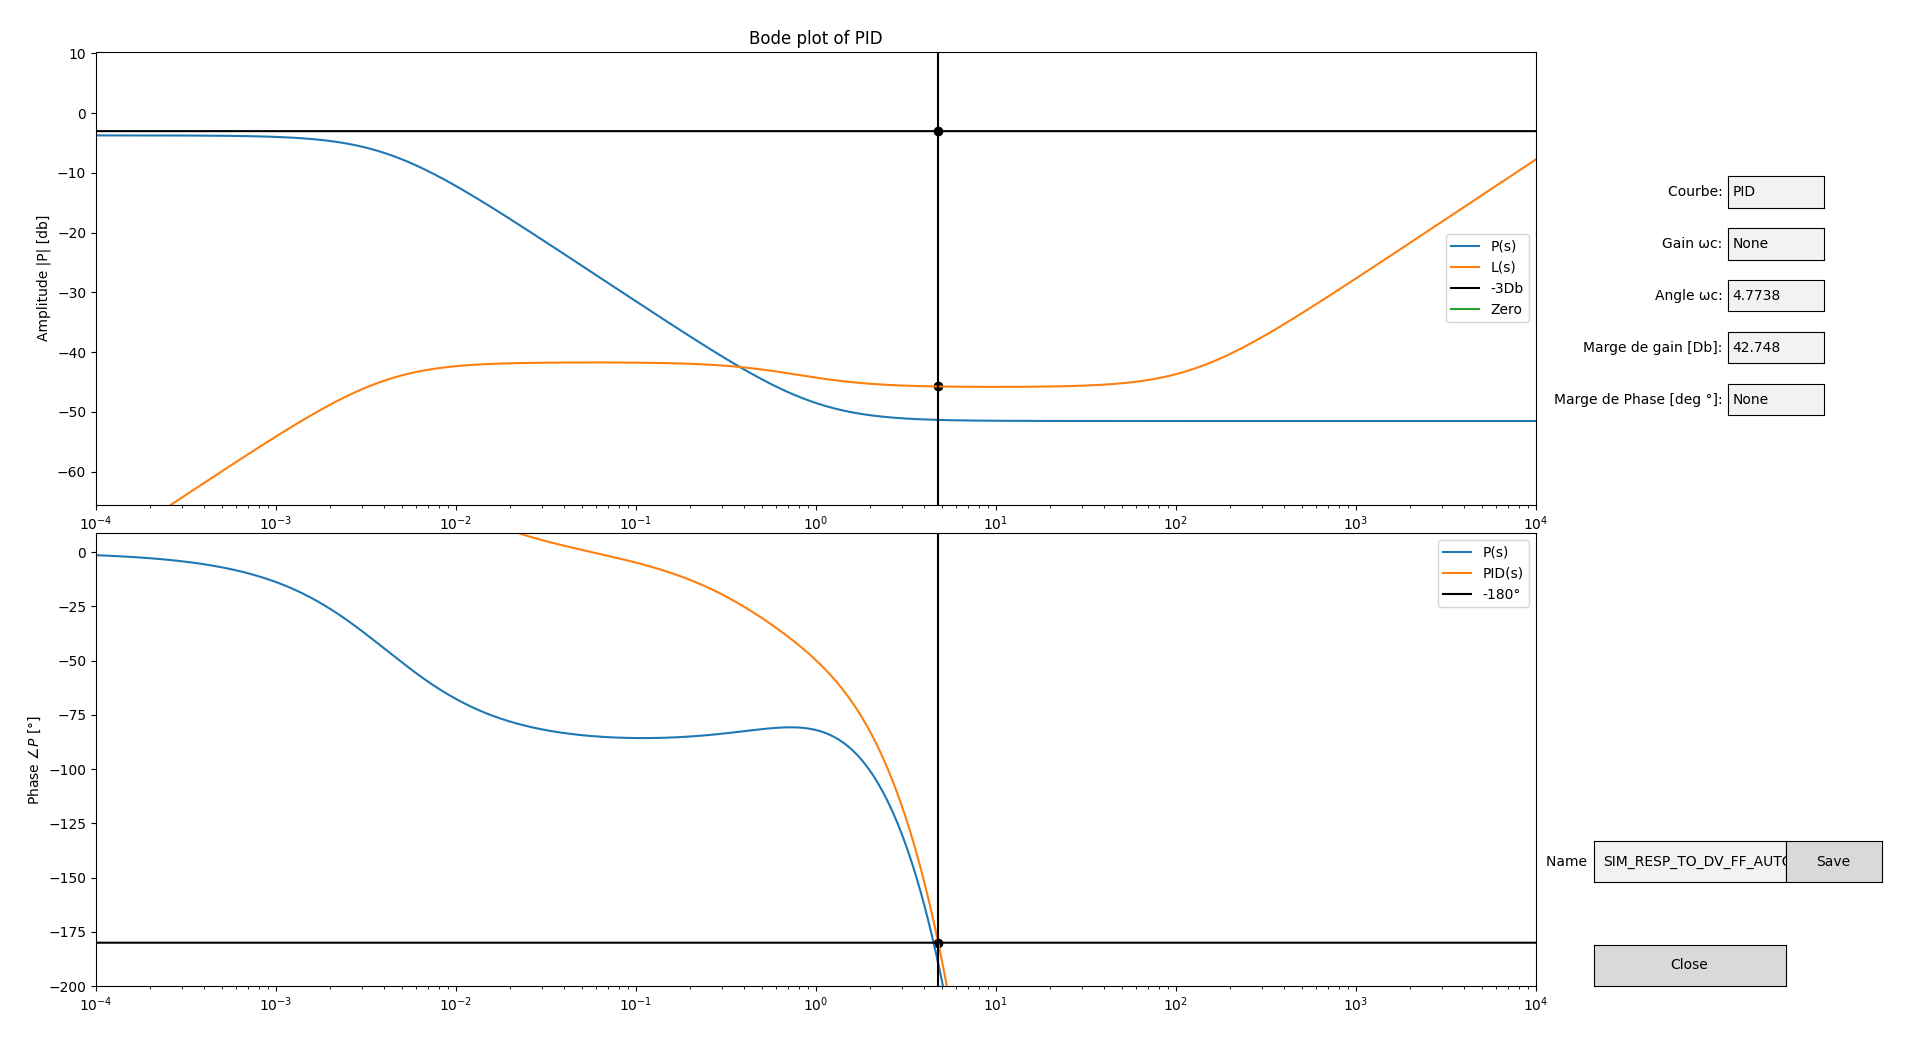 Bode plot of PID
Amplitude |P| [db]
10
0
−10
−20
−30
−40
−50
−60
P(s)
L(s)
-3Db
Zero
10⁻⁴ 10⁻³ 10⁻² 10⁻¹ 10⁰ 10¹ 10² 10³ 10⁴
Phase ∠P [°]
0
−25
−50
−75
−100
−125
−150
−175
−200
P(s)
PID(s)
-180°
10⁻⁴ 10⁻³ 10⁻² 10⁻¹ 10⁰ 10¹ 10² 10³ 10⁴
Courbe: PID
Gain ωc: None
Angle ωc: 4.7738
Marge de gain [Db]: 42.748
Marge de Phase [deg °]: None
Name SIM_RESP_TO_DV_FF_AUTO Save
Close